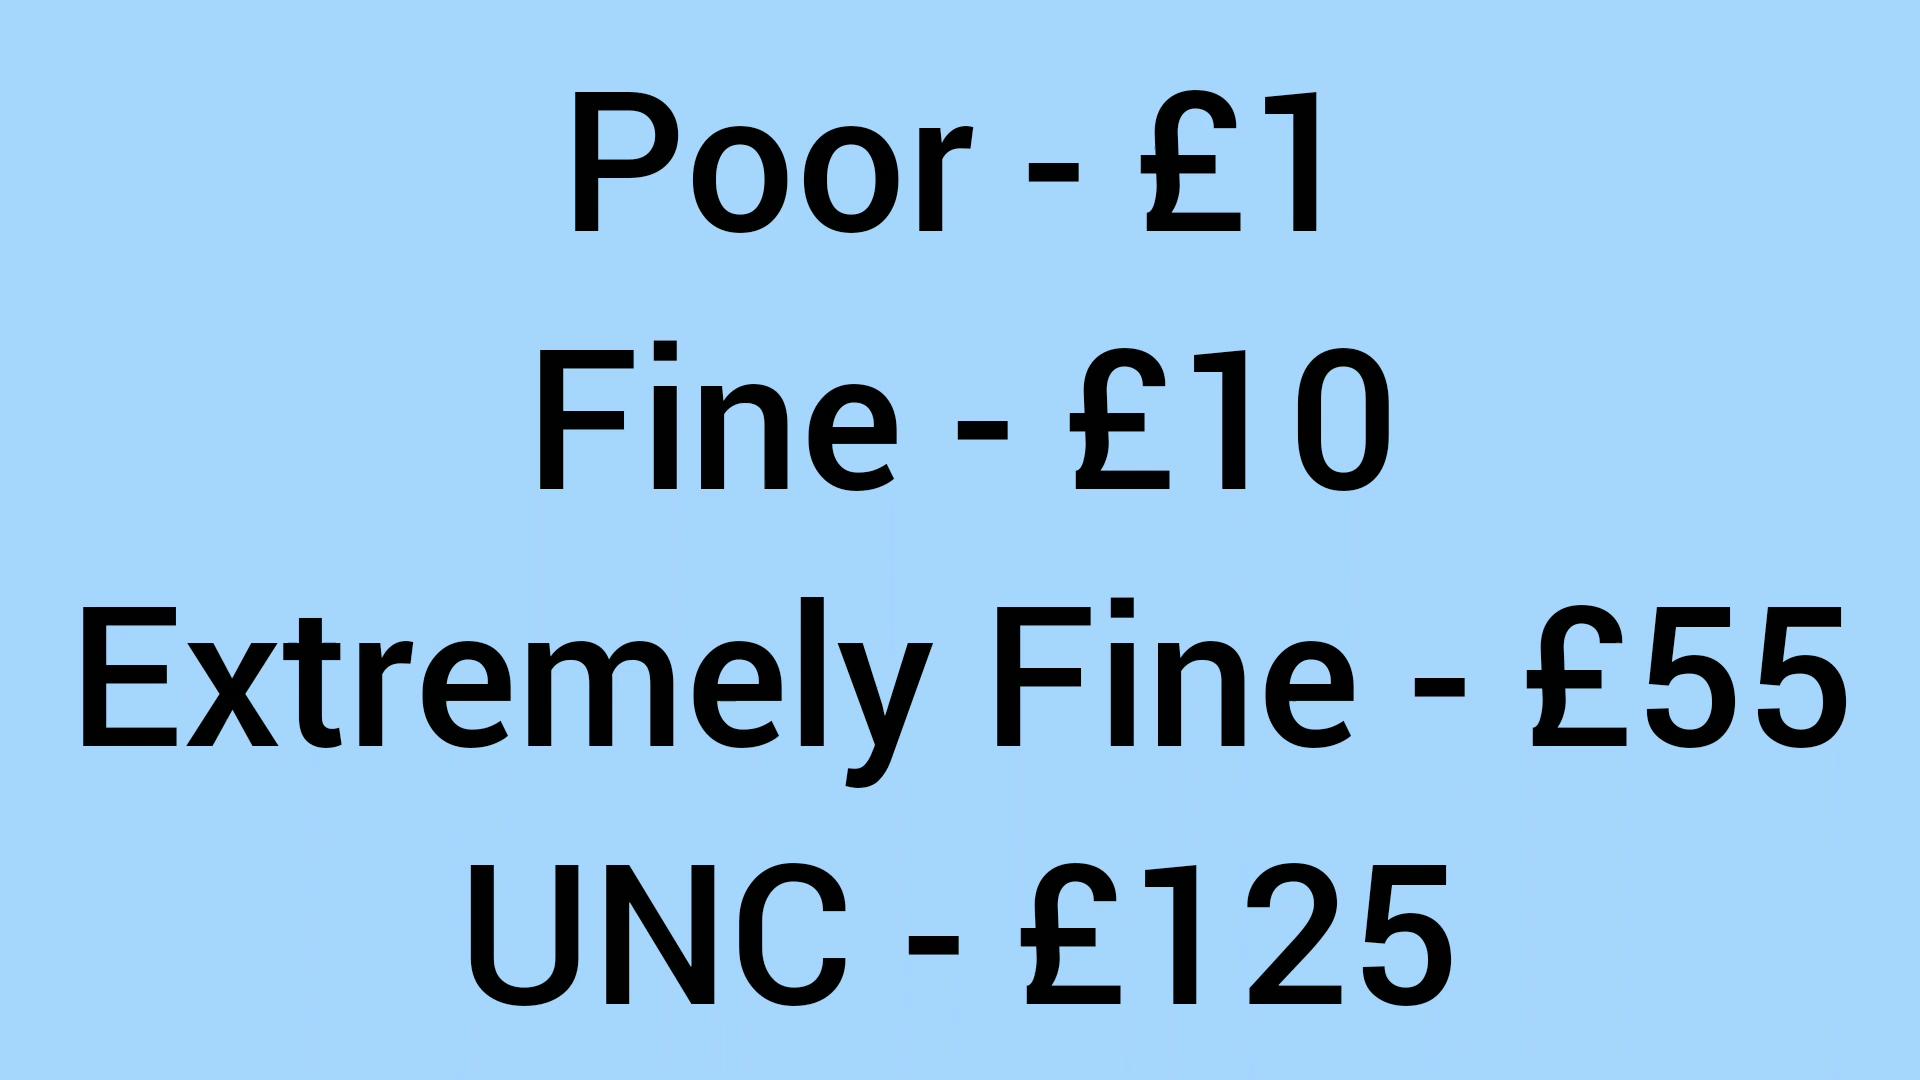 Poor - £1
Fine - £10
Extremely Fine - £55
UNC - £125